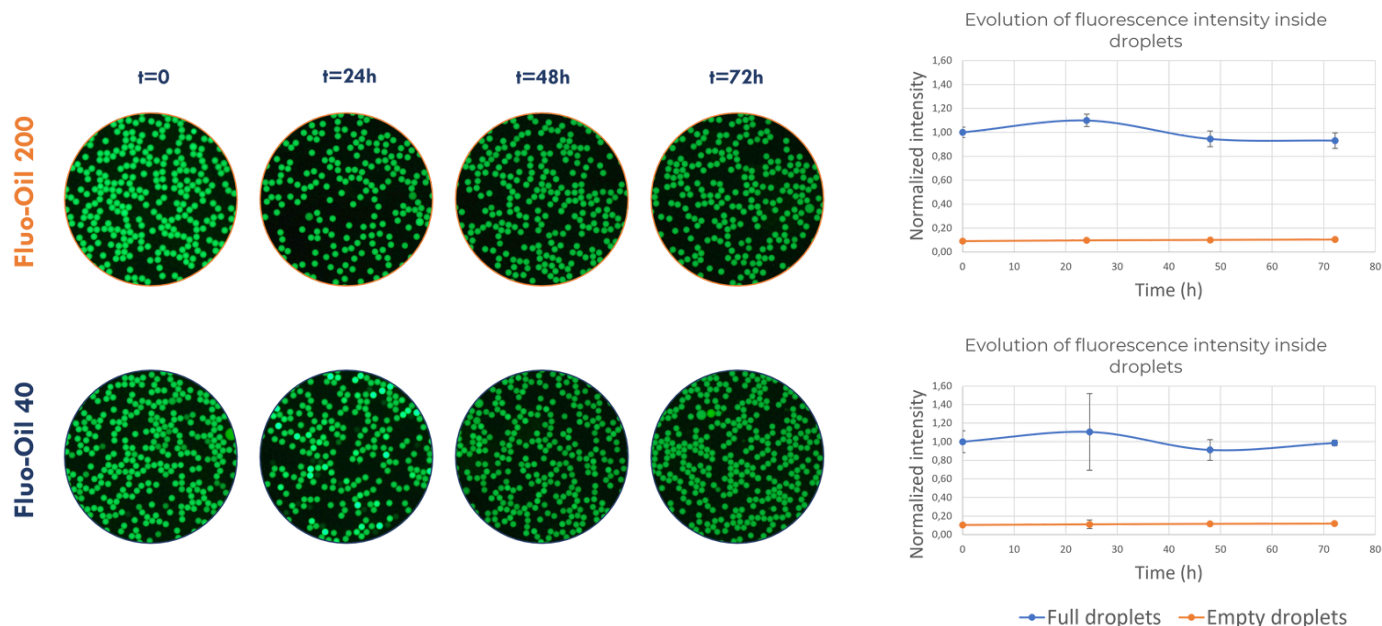 t=0
t=24h
t=48h
t=72h
Fluo-Oil 200
Fluo-Oil 40
Evolution of fluorescence intensity inside
droplets
Normalized intensity
1,60
1,40
1,20
1,00
0,80
0,60
0,40
0,20
0,00
0 10 20 30 40 50 60 70 80
Time (h)
Evolution of fluorescence intensity inside
droplets
Normalized intensity
1,60
1,40
1,20
1,00
0,80
0,60
0,40
0,20
0,00
0 10 20 30 40 50 60 70 80
Time (h)
Full droplets Empty droplets